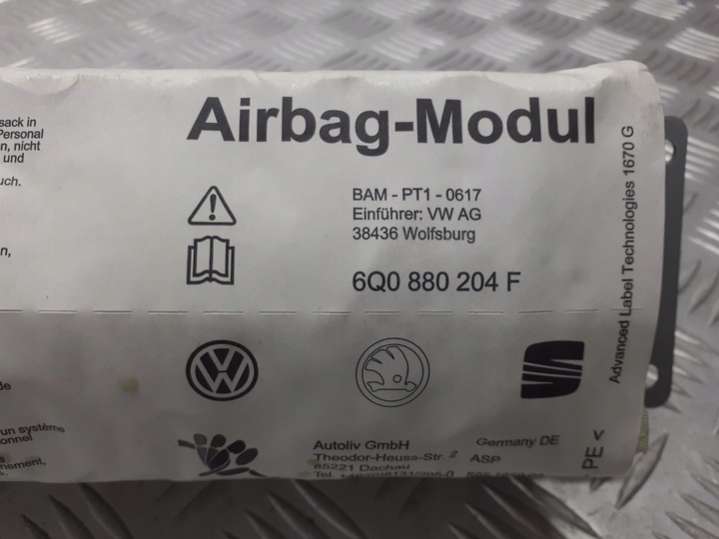 sack in
Personal
n, nicht
und
uch.
n,
de
un système
onnel
nement,
Airbag-Modul
BAM - PT1 - 0617
Einführer: VW AG
38436 Wolfsburg
6Q0 880 204 F
Autoliv GmbH
Theodor-Heuss-Str. 2
85221 Dachau
Tel.
Germany DE
ASP
PE <
Advanced Label Technologies 1670 G